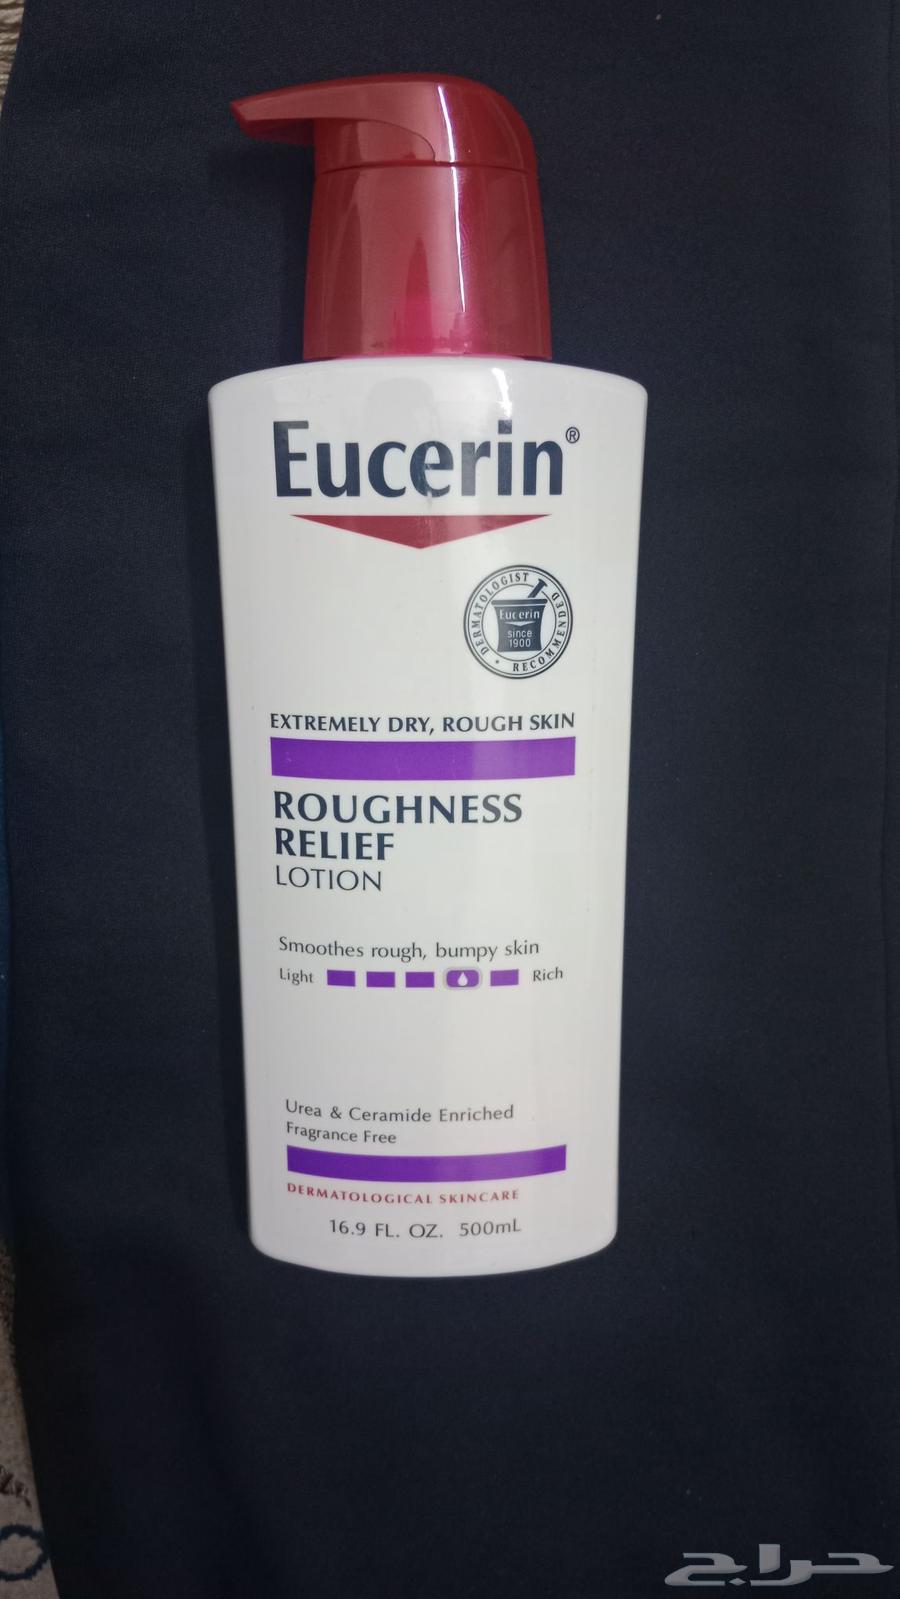 Eucerin®
DERMATOLOGIST RECOMMENDED
Eucerin
since
1900
EXTREMELY DRY, ROUGH SKIN
ROUGHNESS
RELIEF
LOTION
Smoothes rough, bumpy skin
Light Rich
Urea & Ceramide Enriched
Fragrance Free
DERMATOLOGICAL SKINCARE
16.9 FL. OZ. 500mL
حراج